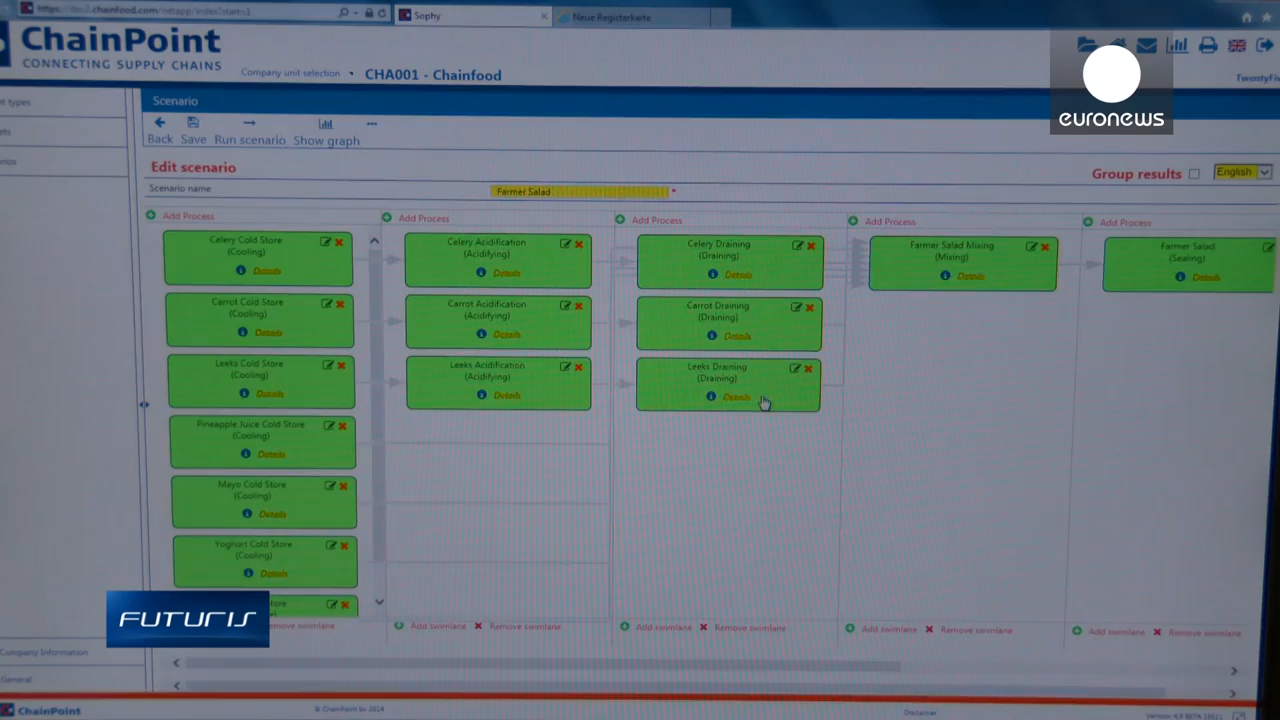 Sophy
Neue Registerkarte
ChainPoint
CONNECTING SUPPLY CHAINS
Company unit selection
CHA001 - Chainfood
euronews
Scenario
Back Save Run scenario Show graph
Edit scenario
Group results
English
Scenario name
Farmer Salad *
Add Process Add Process Add Process Add Process Add Process
Celery Cold Store
(Cooling)
Details
Celery Acidification
(Acidifying)
Details
Celery Draining
(Draining)
Details
Farmer Salad Mixing
(Mixing)
Details
Farmer Salad
(Sealing)
Details
Carrot Cold Store
(Cooling)
Details
Carrot Acidification
(Acidifying)
Details
Carrot Draining
(Draining)
Details
Leeks Cold Store
(Cooling)
Details
Leeks Acidification
(Acidifying)
Details
Leeks Draining
(Draining)
Details
Pineapple Juice Cold Store
(Cooling)
Details
Mayo Cold Store
(Cooling)
Details
Yoghurt Cold Store
(Cooling)
Details
FUTURIS
Add swimlane Remove swimlane
Add swimlane Remove swimlane
Add swimlane Remove swimlane
Add swimlane Remove swimlane
Company Information
General
ChainPoint
© ChainPoint bv 2014
Disclaimer